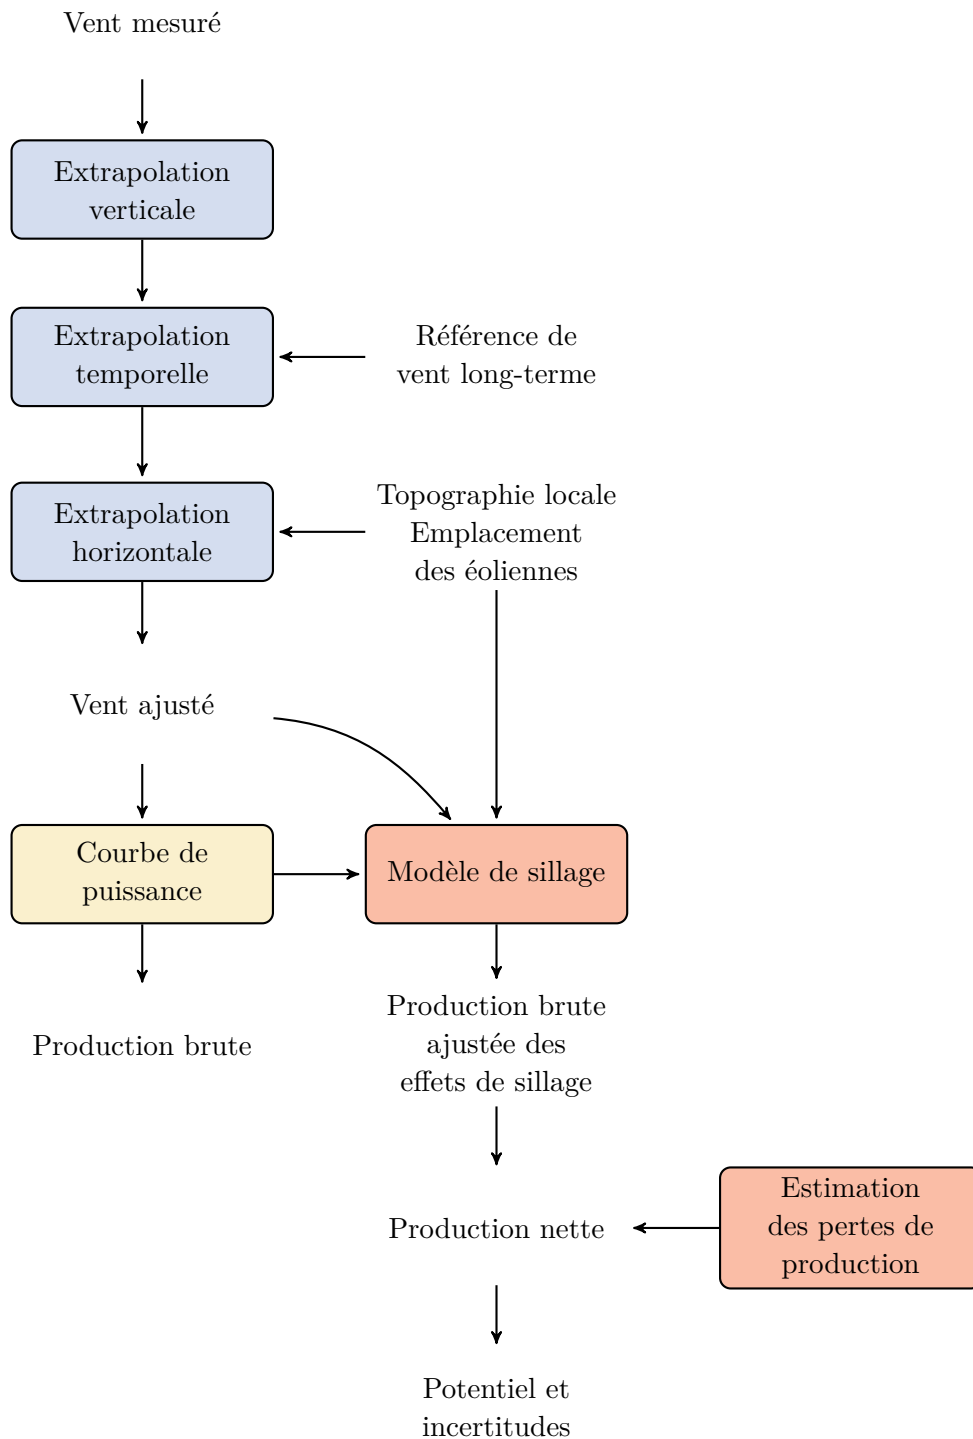 Vent mesuré
Extrapolation
verticale
Extrapolation
temporelle
Référence de
vent long-terme
Extrapolation
horizontale
Topographie locale
Emplacement
des éoliennes
Vent ajusté
Courbe de
puissance
Modèle de sillage
Production brute
Production brute
ajustée des
effets de sillage
Production nette
Estimation
des pertes de
production
Potentiel et
incertitudes